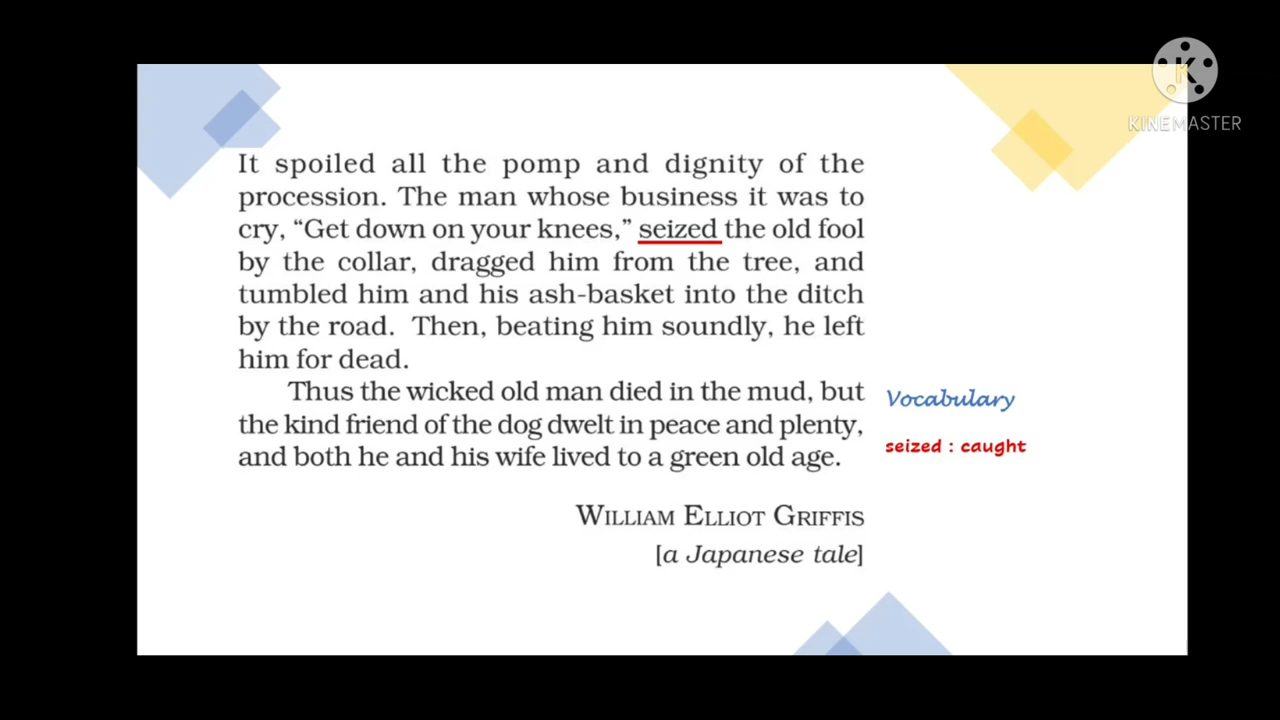 It spoiled all the pomp and dignity of the
procession. The man whose business it was to
cry, “Get down on your knees,” seized the old fool
by the collar, dragged him from the tree, and
tumbled him and his ash-basket into the ditch
by the road. Then, beating him soundly, he left
him for dead.
Thus the wicked old man died in the mud, but
the kind friend of the dog dwelt in peace and plenty,
and both he and his wife lived to a green old age.
WILLIAM ELLIOT GRIFFIS
[a Japanese tale]
Vocabulary
seized : caught
K
KINEMASTER